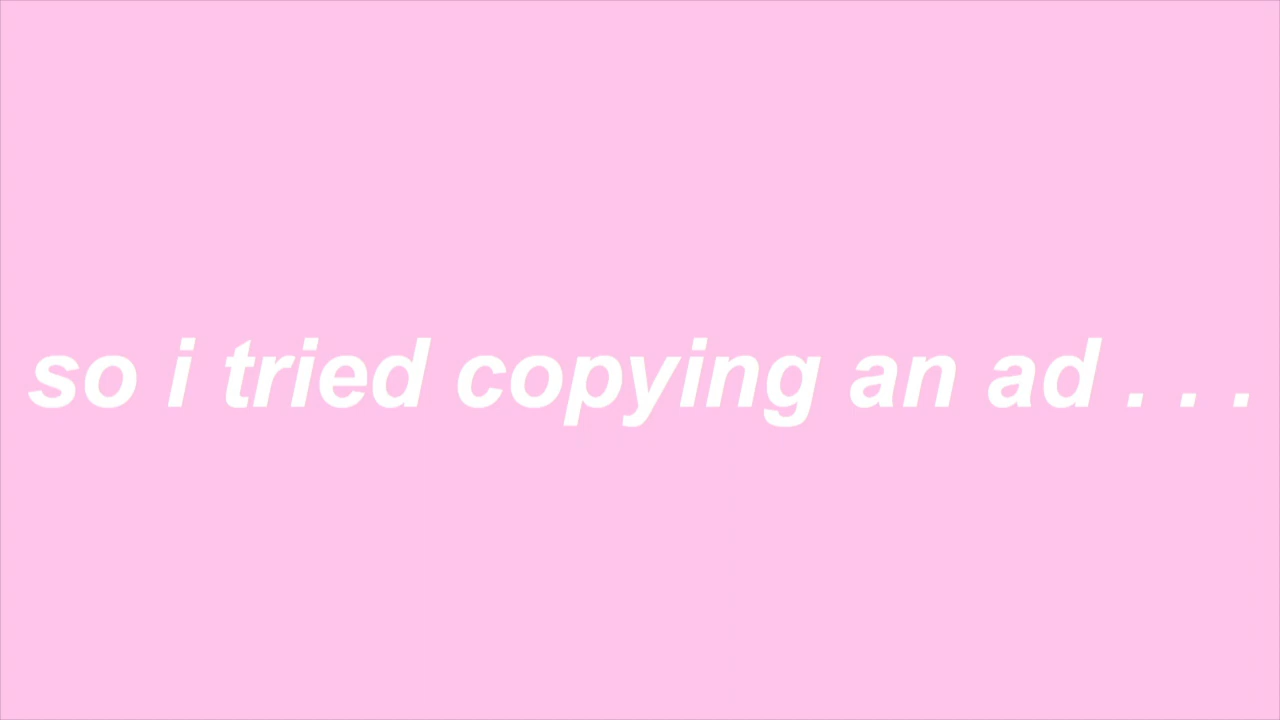 so i tried copying an ad . . .